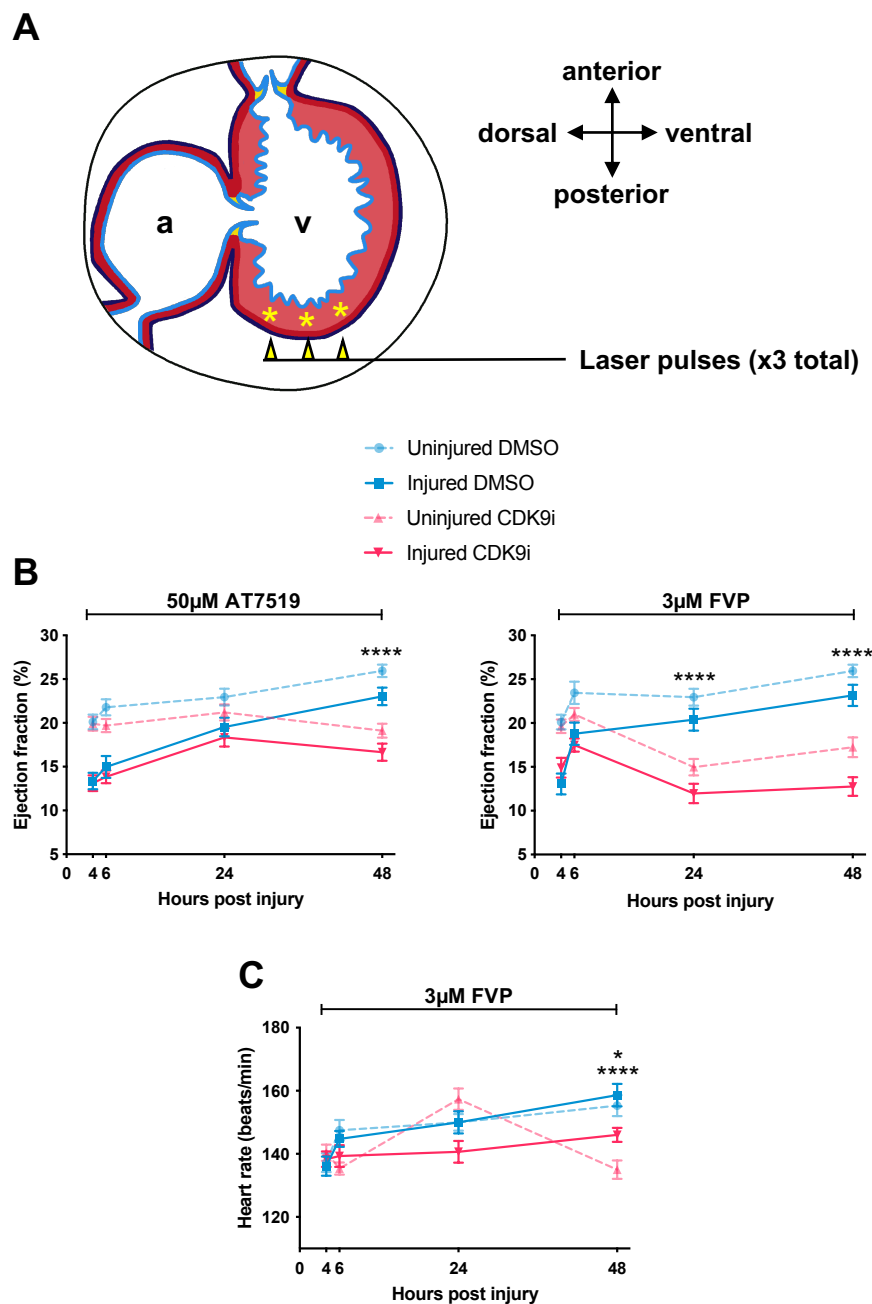 A
anterior
dorsal
ventral
posterior
a
v
* * *
Laser pulses (x3 total)
Uninjured DMSO
Injured DMSO
Uninjured CDK9i
Injured CDK9i
B
50µM AT7519
30
25
20
15
10
5
Ejection fraction (%)
****
0 4 6 24 48
Hours post injury
3µM FVP
30
25
20
15
10
5
Ejection fraction (%)
****
****
0 4 6 24 48
Hours post injury
C
3µM FVP
180
160
140
120
Heart rate (beats/min)
*
****
0 4 6 24 48
Hours post injury